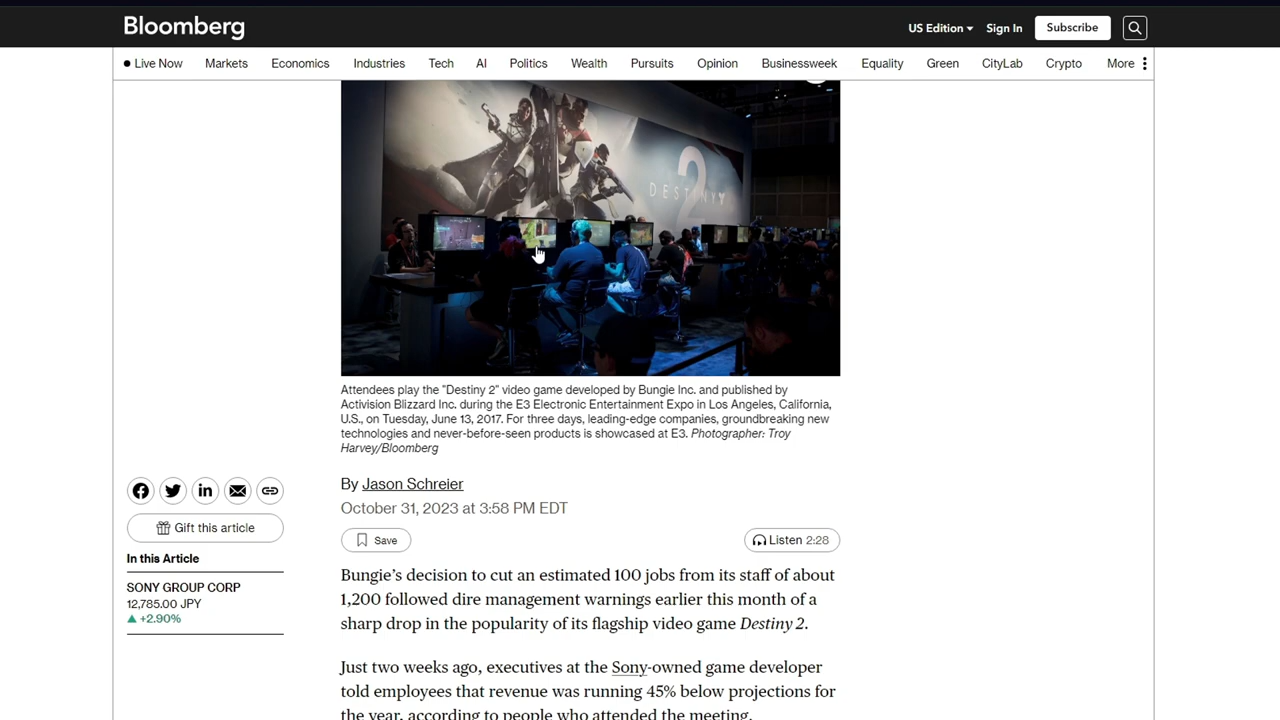 Bloomberg
US Edition
Sign In
Subscribe
Live Now
Markets
Economics
Industries
Tech
AI
Politics
Wealth
Pursuits
Opinion
Businessweek
Equality
Green
CityLab
Crypto
More
2
DESTINY
Attendees play the "Destiny 2" video game developed by Bungie Inc. and published by
Activision Blizzard Inc. during the E3 Electronic Entertainment Expo in Los Angeles, California,
U.S., on Tuesday, June 13, 2017. For three days, leading-edge companies, groundbreaking new
technologies and never-before-seen products is showcased at E3. Photographer: Troy
Harvey/Bloomberg
By Jason Schreier
October 31, 2023 at 3:58 PM EDT
Save
Listen 2:28
Gift this article
In this Article
SONY GROUP CORP
12,785.00 JPY
▲ +2.90%
Bungie’s decision to cut an estimated 100 jobs from its staff of about
1,200 followed dire management warnings earlier this month of a
sharp drop in the popularity of its flagship video game Destiny 2.
Just two weeks ago, executives at the Sony-owned game developer
told employees that revenue was running 45% below projections for
the year, according to people who attended the meeting.